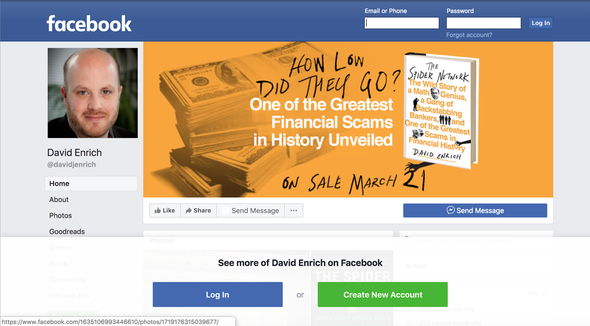 facebook
Email or Phone
Password
Log In
Forgot account?
HOW LOW
DID THEY GO?
One of the Greatest
Financial Scams
in History Unveiled
ON SALE MARCH 21
THE
SPIDER NETWORK
The Wild Story of
a Math Genius,
a Gang of
Backstabbing
Bankers, and
One of the Greatest
Scams in
Financial History
DAVID ENRICH
David Enrich
@davidjenrich
Home
About
Photos
Goodreads
Like
Share
Send Message
Send Message
See more of David Enrich on Facebook
Log In
or
Create New Account
THE SPIDER
https://www.facebook.com/1635106993446610/photos/1719176315039677/